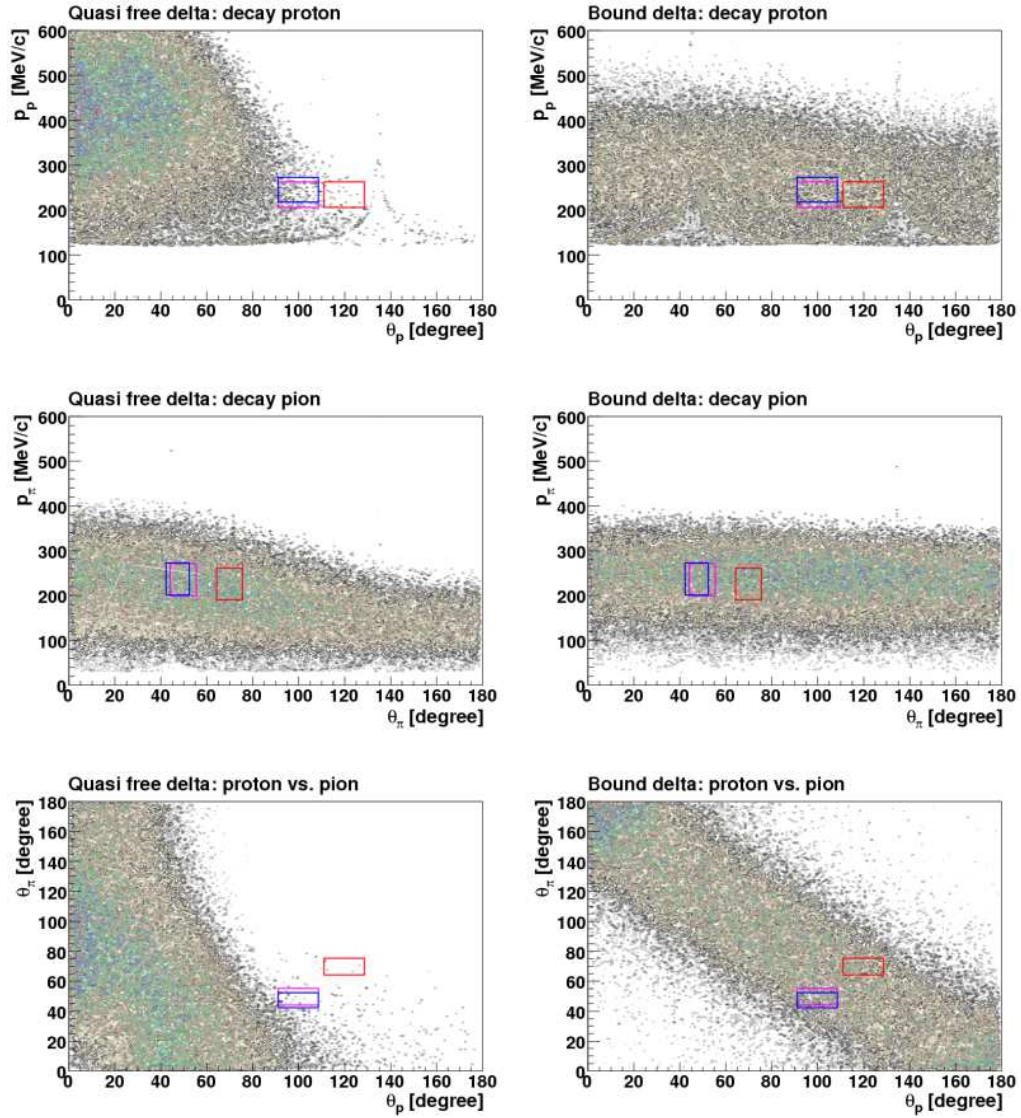 Quasi free delta: decay proton
p_p [MeV/c]
600
500
400
300
200
100
0
0 20 40 60 80 100 120 140 160 180
θ_p [degree]
Bound delta: decay proton
p_p [MeV/c]
600
500
400
300
200
100
0
0 20 40 60 80 100 120 140 160 180
θ_p [degree]
Quasi free delta: decay pion
p_π [MeV/c]
600
500
400
300
200
100
0
0 20 40 60 80 100 120 140 160 180
θ_π [degree]
Bound delta: decay pion
p_π [MeV/c]
600
500
400
300
200
100
0
0 20 40 60 80 100 120 140 160 180
θ_π [degree]
Quasi free delta: proton vs. pion
θ_π [degree]
180
160
140
120
100
80
60
40
20
0
0 20 40 60 80 100 120 140 160 180
θ_p [degree]
Bound delta: proton vs. pion
θ_π [degree]
180
160
140
120
100
80
60
40
20
0
0 20 40 60 80 100 120 140 160 180
θ_p [degree]